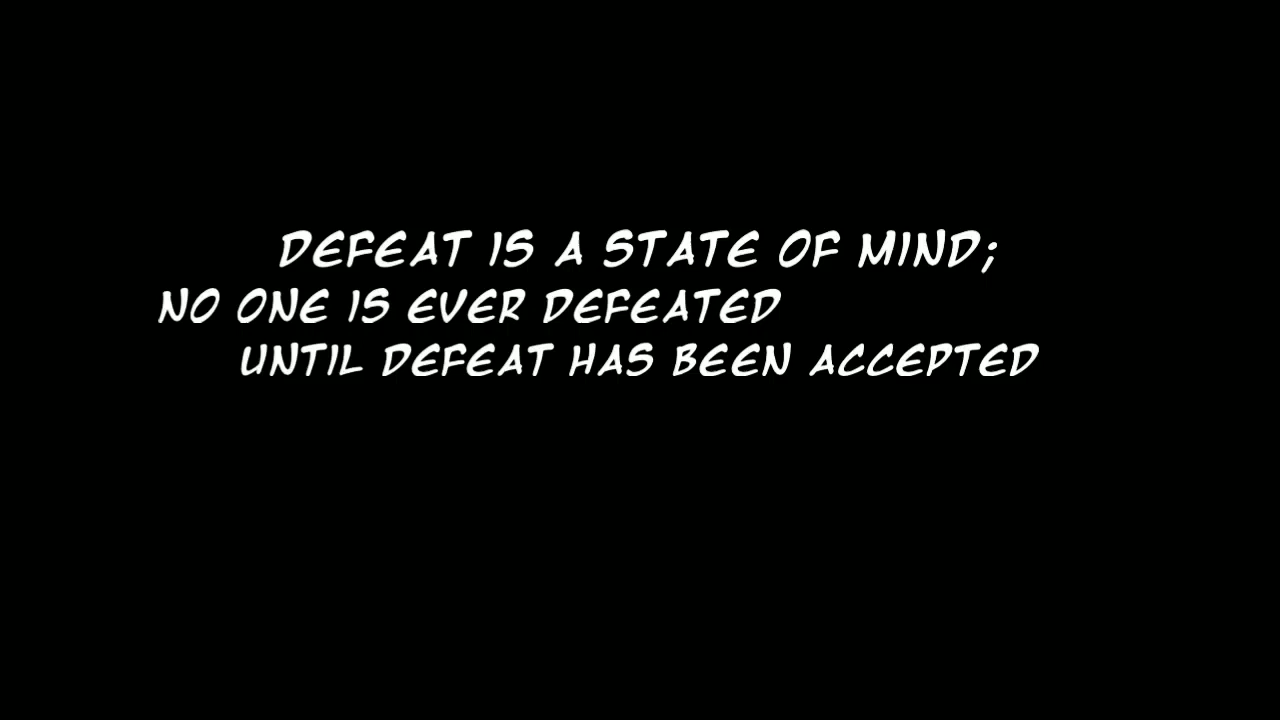 DEFEAT IS A STATE OF MIND;
NO ONE IS EVER DEFEATED
UNTIL DEFEAT HAS BEEN ACCEPTED